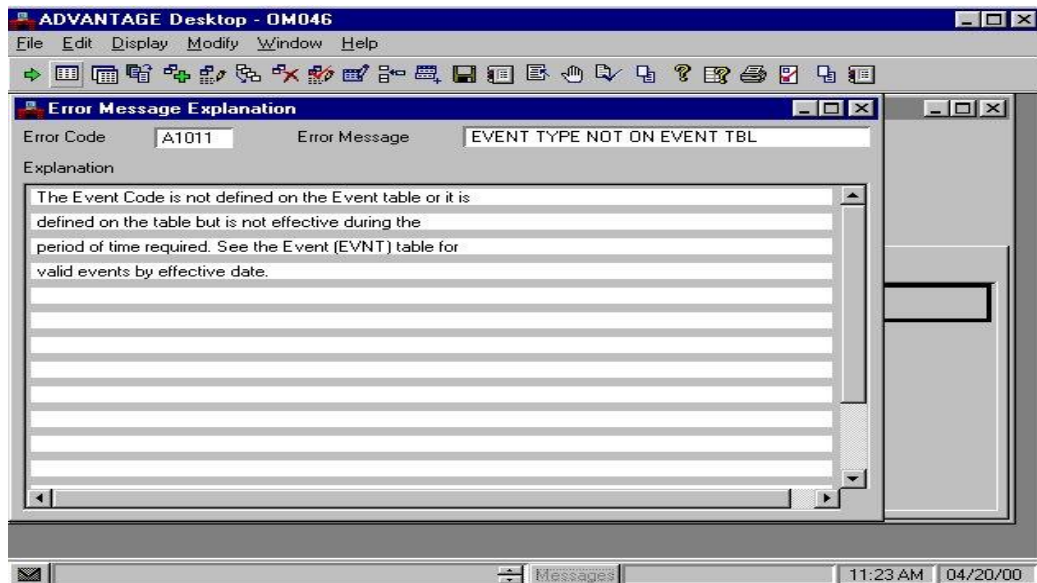 ADVANTAGE Desktop - OM046
File Edit Display Modify Window Help
Error Message Explanation
Error Code A1011 Error Message EVENT TYPE NOT ON EVENT TBL
Explanation
The Event Code is not defined on the Event table or it is
defined on the table but is not effective during the
period of time required. See the Event (EVNT) table for
valid events by effective date.
Messages 11:23 AM 04/20/00